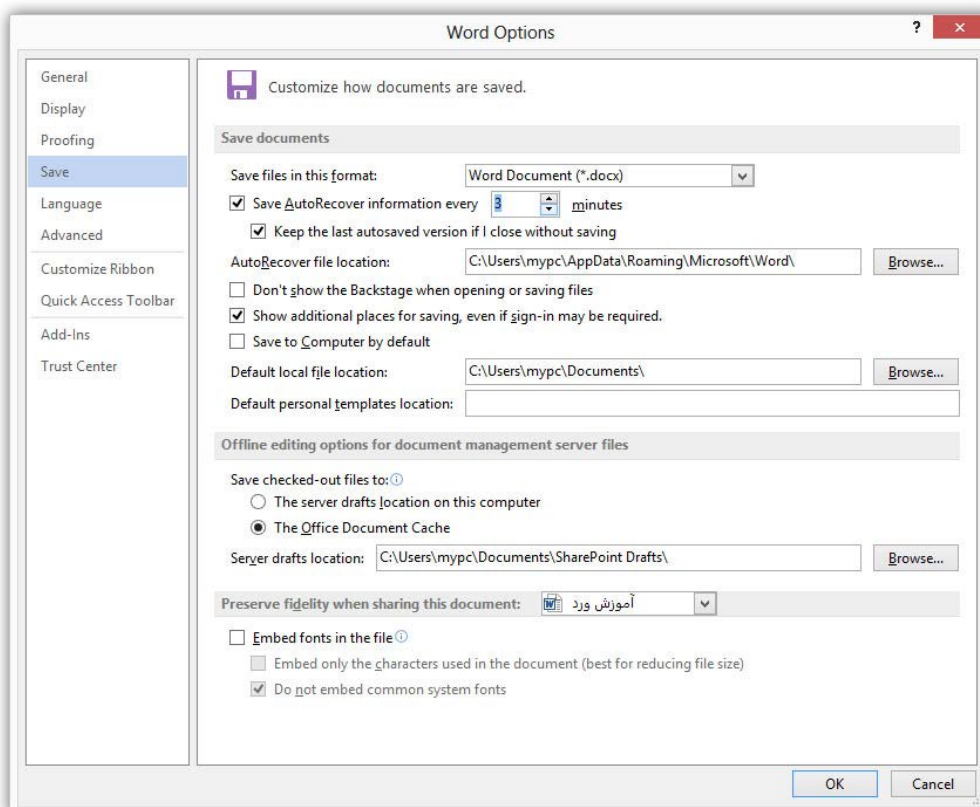 Word Options
?
General
Display
Proofing
Save
Language
Advanced
Customize Ribbon
Quick Access Toolbar
Add-Ins
Trust Center
Customize how documents are saved.
Save documents
Save files in this format: Word Document (*.docx)
Save AutoRecover information every 3 minutes
Keep the last autosaved version if I close without saving
AutoRecover file location: C:\Users\mypc\AppData\Roaming\Microsoft\Word\ Browse...
Don't show the Backstage when opening or saving files
Show additional places for saving, even if sign-in may be required.
Save to Computer by default
Default local file location: C:\Users\mypc\Documents\ Browse...
Default personal templates location:
Offline editing options for document management server files
Save checked-out files to:
The server drafts location on this computer
The Office Document Cache
Server drafts location: C:\Users\mypc\Documents\SharePoint Drafts\ Browse...
Preserve fidelity when sharing this document: آموزش ورد
Embed fonts in the file
Embed only the characters used in the document (best for reducing file size)
Do not embed common system fonts
OK Cancel